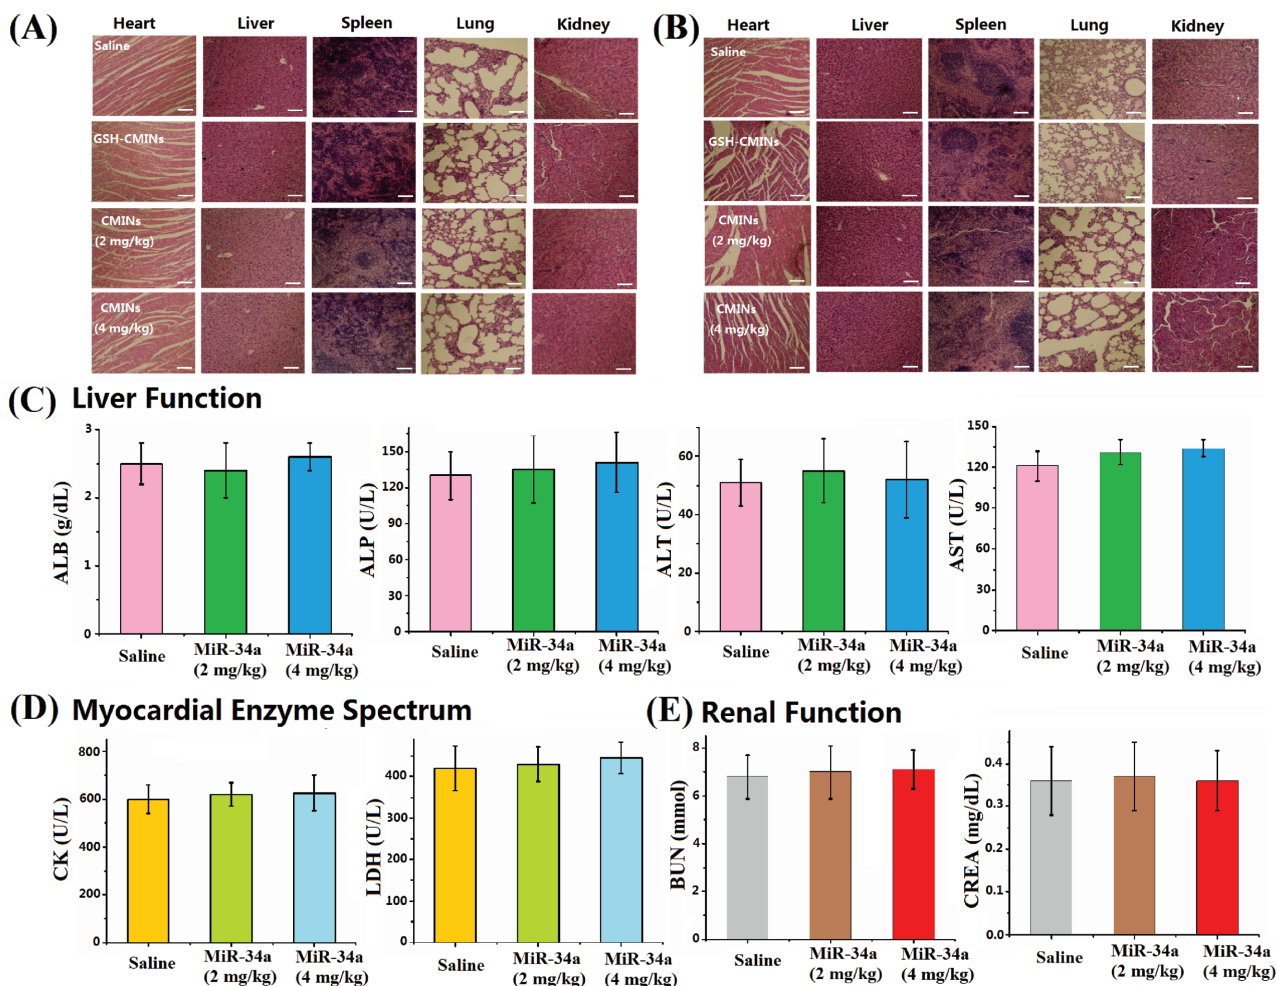 (A) Heart Liver Spleen Lung Kidney
Saline
GSH-CMINs
CMINs
(2 mg/kg)
CMINs
(4 mg/kg)
(B) Heart Liver Spleen Lung Kidney
Saline
GSH-CMINs
CMINs
(2 mg/kg)
CMINs
(4 mg/kg)
(C) Liver Function
ALB (g/dL)
3
2
1
0
Saline
MiR-34a
(2 mg/kg)
MiR-34a
(4 mg/kg)
ALP (U/L)
150
120
90
60
30
0
Saline
MiR-34a
(2 mg/kg)
MiR-34a
(4 mg/kg)
ALT (U/L)
60
40
20
0
Saline
MiR-34a
(2 mg/kg)
MiR-34a
(4 mg/kg)
AST (U/L)
150
120
90
60
30
0
Saline
MiR-34a
(2 mg/kg)
MiR-34a
(4 mg/kg)
(D) Myocardial Enzyme Spectrum
CK (U/L)
800
600
400
200
0
Saline
MiR-34a
(2 mg/kg)
MiR-34a
(4 mg/kg)
LDH (U/L)
400
300
200
100
0
Saline
MiR-34a
(2 mg/kg)
MiR-34a
(4 mg/kg)
(E) Renal Function
BUN (mmol)
8
6
4
2
0
Saline
MiR-34a
(2 mg/kg)
MiR-34a
(4 mg/kg)
CREA (mg/dL)
0.4
0.3
0.2
0.1
0.0
Saline
MiR-34a
(2 mg/kg)
MiR-34a
(4 mg/kg)